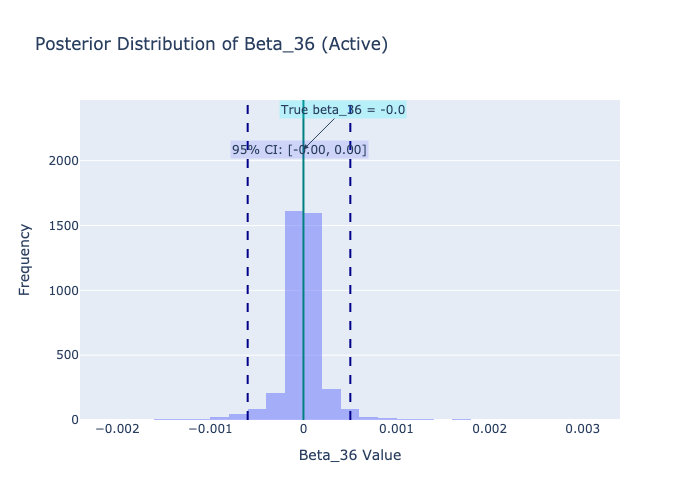 Posterior Distribution of Beta_36 (Active)
True beta_36 = -0.0
95% CI: [-0.00, 0.00]
2000
1500
1000
500
0
Frequency
−0.002
−0.001
0
0.001
0.002
0.003
Beta_36 Value